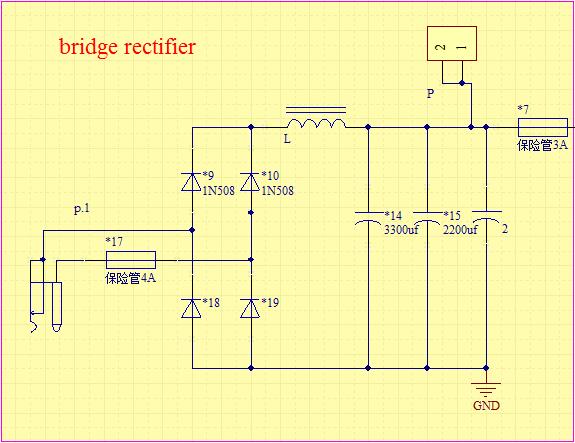 bridge rectifier
2 1
P
*7
保险管3A
L
*9
1N508
*10
1N508
p.1
*14
3300uf
*15
2200uf
2
*17
保险管4A
*18
*19
GND